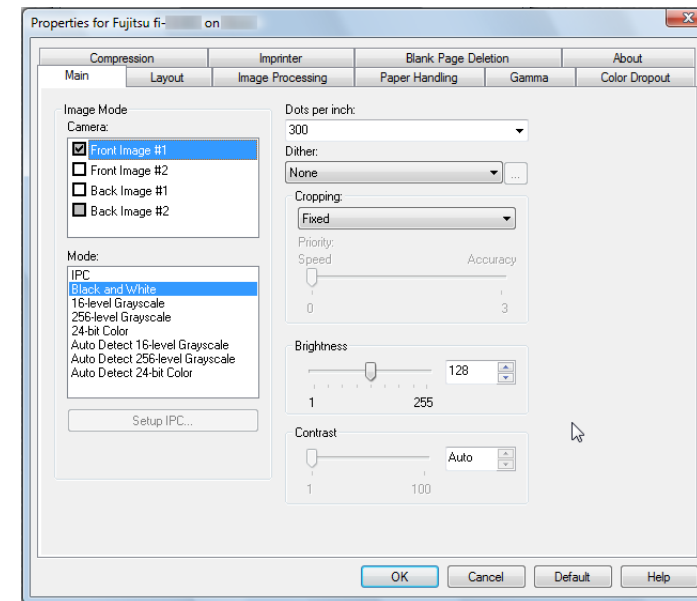 Properties for Fujitsu fi- on
Compression Imprinter Blank Page Deletion About
Main Layout Image Processing Paper Handling Gamma Color Dropout
Image Mode
Camera:
Front Image #1
Front Image #2
Back Image #1
Back Image #2
Mode:
IPC
Black and White
16-level Grayscale
256-level Grayscale
24-bit Color
Auto Detect 16-level Grayscale
Auto Detect 256-level Grayscale
Auto Detect 24-bit Color
Setup IPC...
Dots per inch:
300
Dither:
None ...
Cropping:
Fixed
Priority:
Speed Accuracy
0 3
Brightness
128
1 255
Contrast
Auto
1 100
OK Cancel Default Help